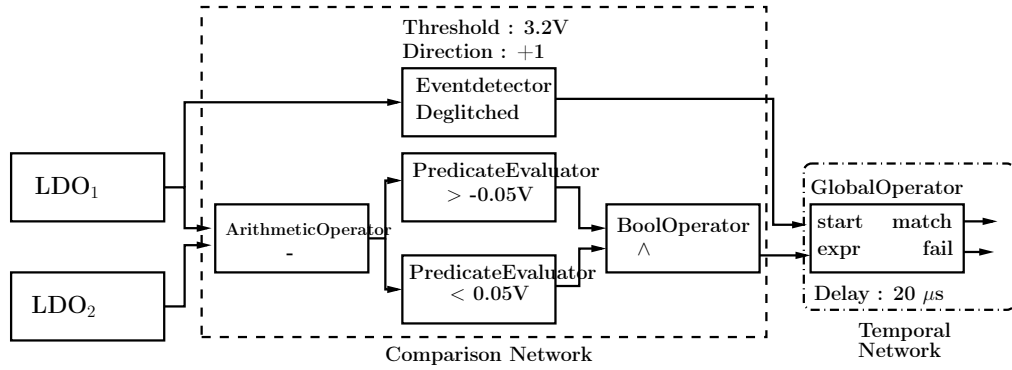 Threshold : 3.2V
Direction : +1
Eventdetector
Deglitched
LDO1
LDO2
ArithmeticOperator
-
PredicateEvaluator
> -0.05V
PredicateEvaluator
< 0.05V
BoolOperator
∧
Comparison Network
GlobalOperator
start match
expr fail
Delay : 20 μs
Temporal
Network